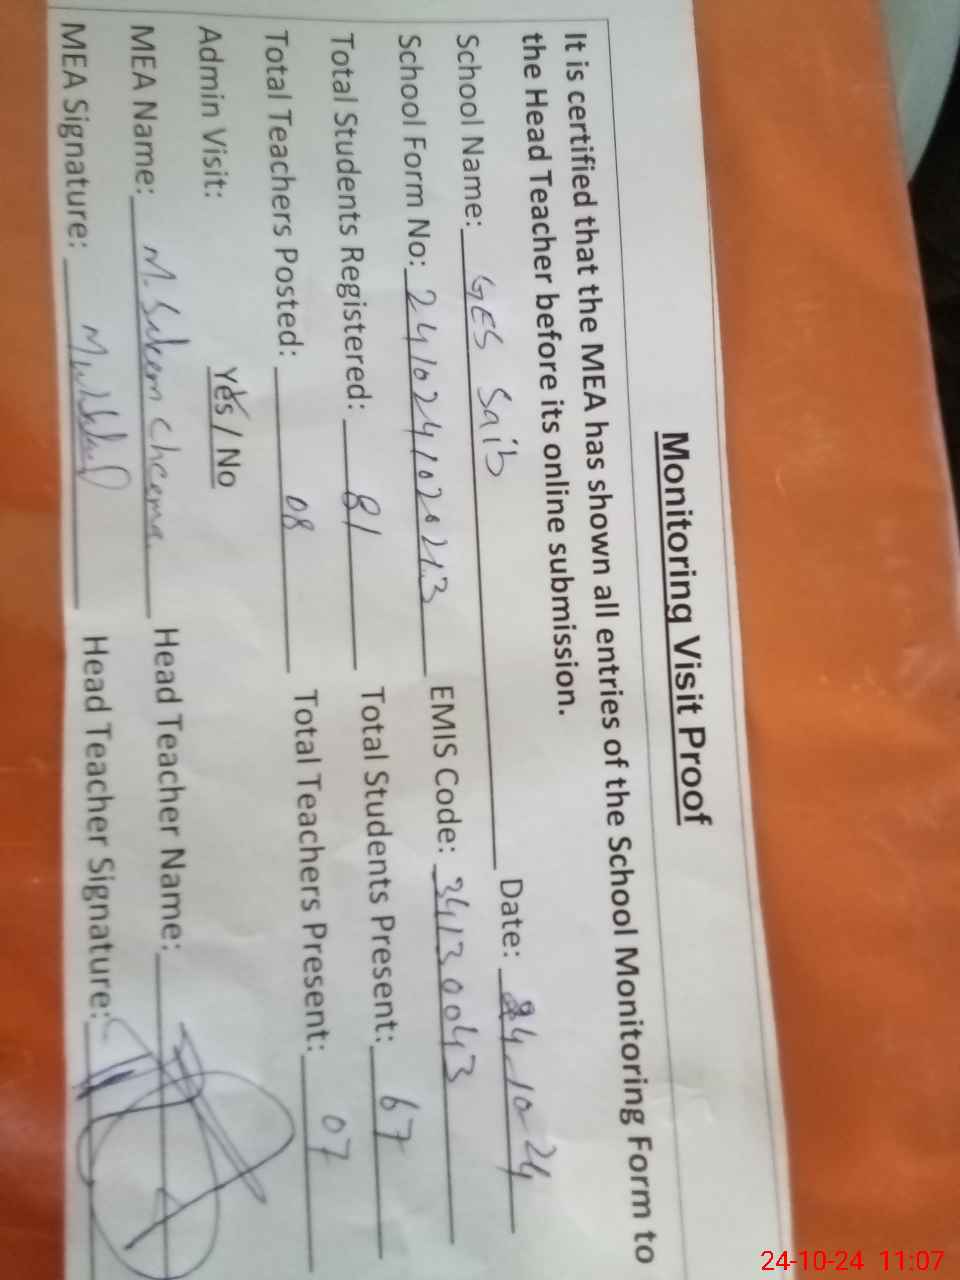 Monitoring Visit Proof
It is certified that the MEA has shown all entries of the School Monitoring Form to
the Head Teacher before its online submission.
School Name: GES Saib Date: 24-10-24
School Form No: 2410241020213 EMIS Code: 34130043
Total Students Registered: 81 Total Students Present: 67
Total Teachers Posted: 08 Total Teachers Present: 07
Admin Visit: Yes / No
MEA Name: M. Saleem Cheema Head Teacher Name:
MEA Signature: Head Teacher Signature:
24-10-24 11:07